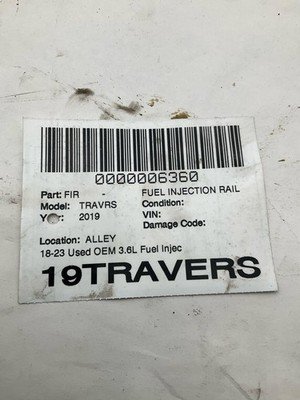 0000006360
Part: FIR - FUEL INJECTION RAIL
Model: TRAVRS Condition:
Year: 2019 VIN:
Damage Code:
Location: ALLEY
18-23 Used OEM 3.6L Fuel Injec
19TRAVERS